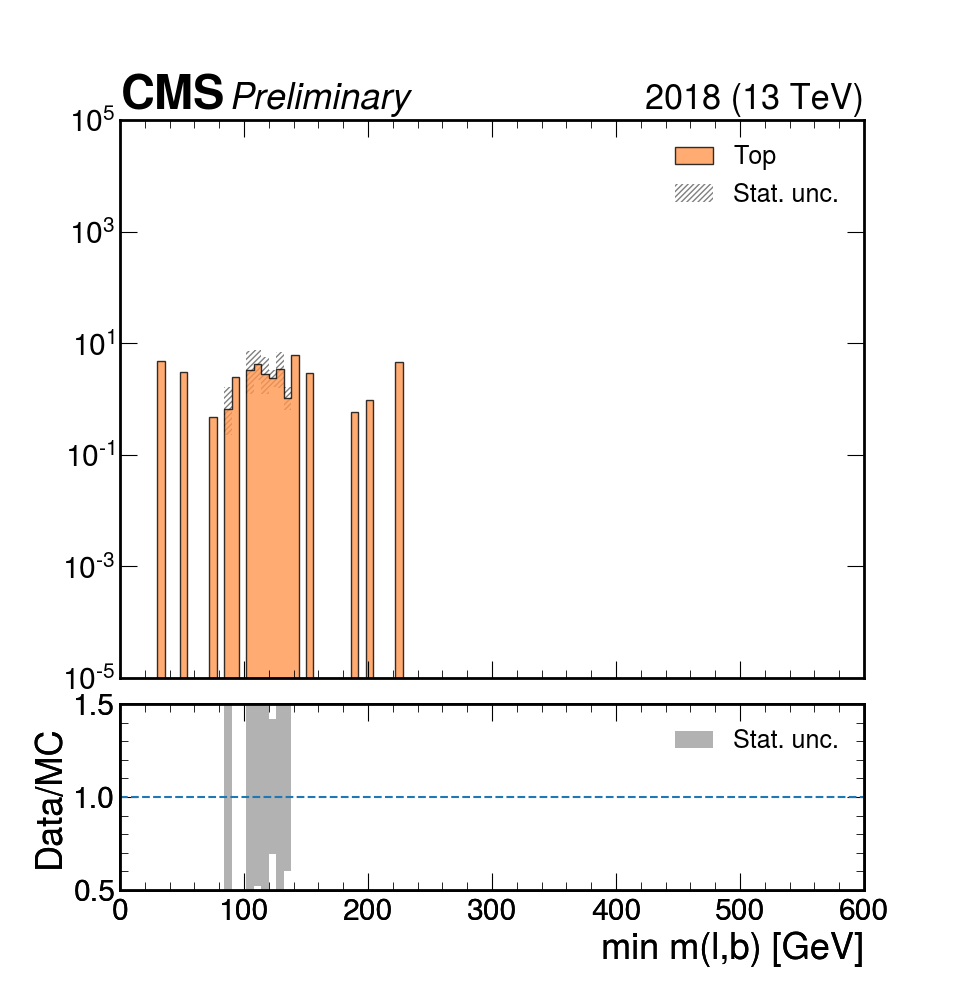 CMS Preliminary 2018 (13 TeV)
10^5
Top
Stat. unc.
10^3
10^1
10^-1
10^-3
10^-5
1.5
Stat. unc.
Data/MC
1.0
0.5
0 100 200 300 400 500 600
min m(l,b) [GeV]